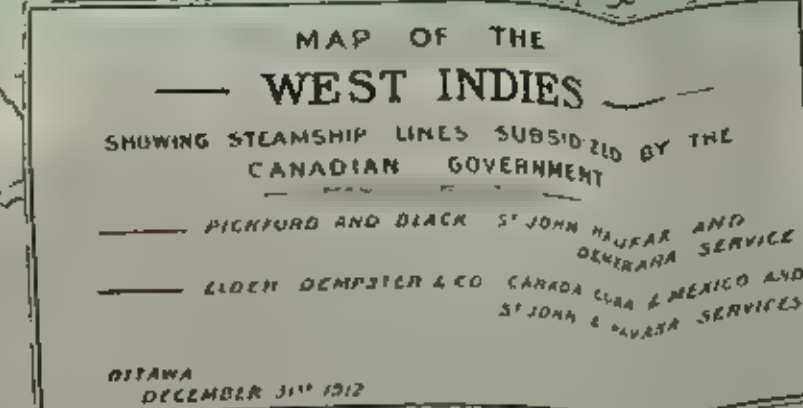 MAP OF THE
WEST INDIES
SHOWING STEAMSHIP LINES SUBSIDIZED BY THE
CANADIAN GOVERNMENT
PICKFORD AND BLACK ST JOHN HALIFAX AND
DEMERARA SERVICE
ELDER DEMPSTER & CO CANADA CUBA & MEXICO AND
ST JOHN & HAVANA SERVICES
OTTAWA
DECEMBER 31ST 1912